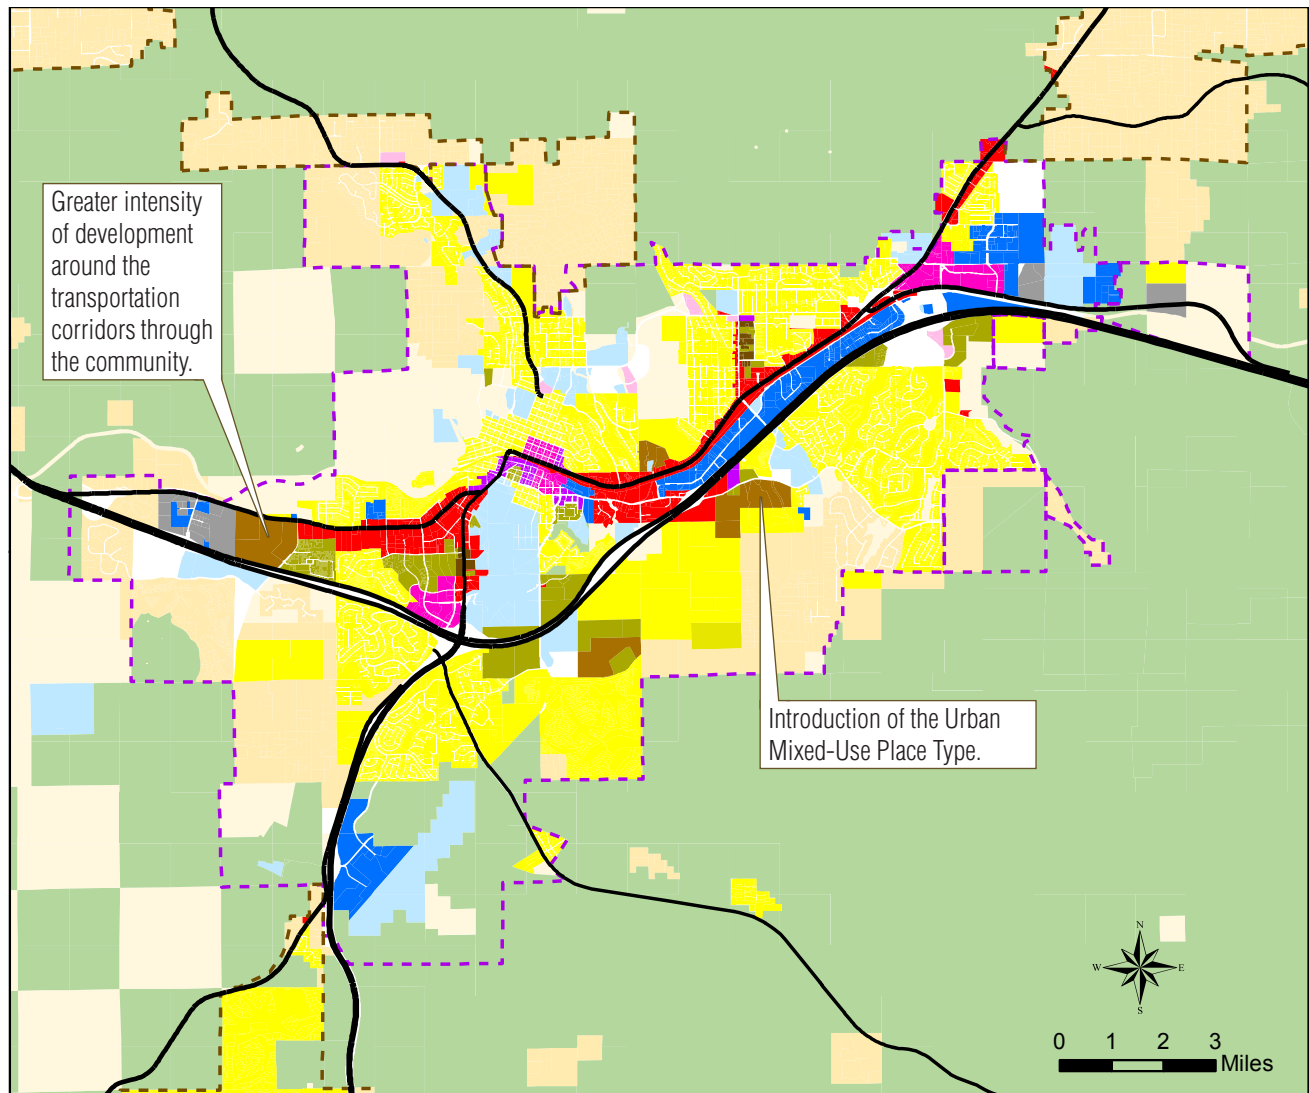 Greater intensity
of development
around the
transportation
corridors through
the community.
Introduction of the Urban
Mixed-Use Place Type.
N
W E
S
0 1 2 3
Miles